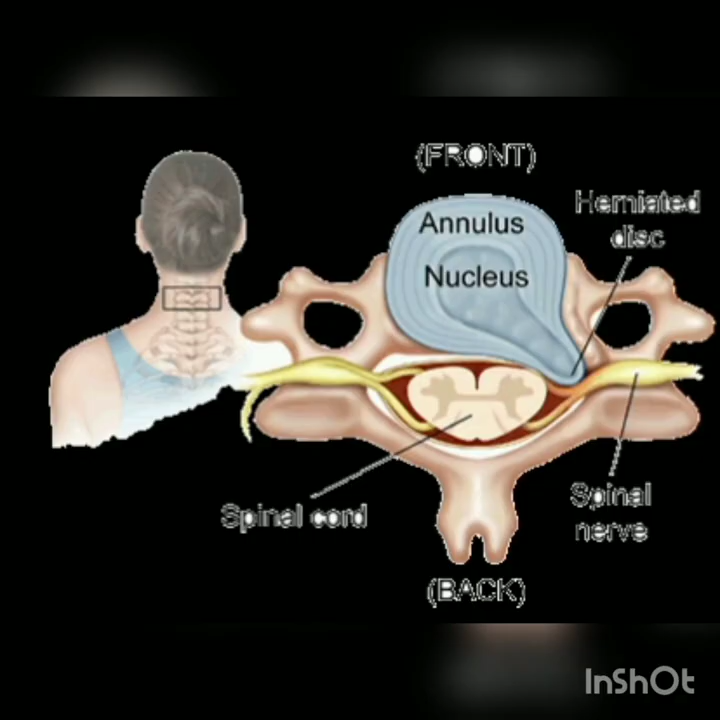 (FRONT)
Herniated
disc
Annulus
Nucleus
Spinal cord
Spinal
nerve
(BACK)
InShOt